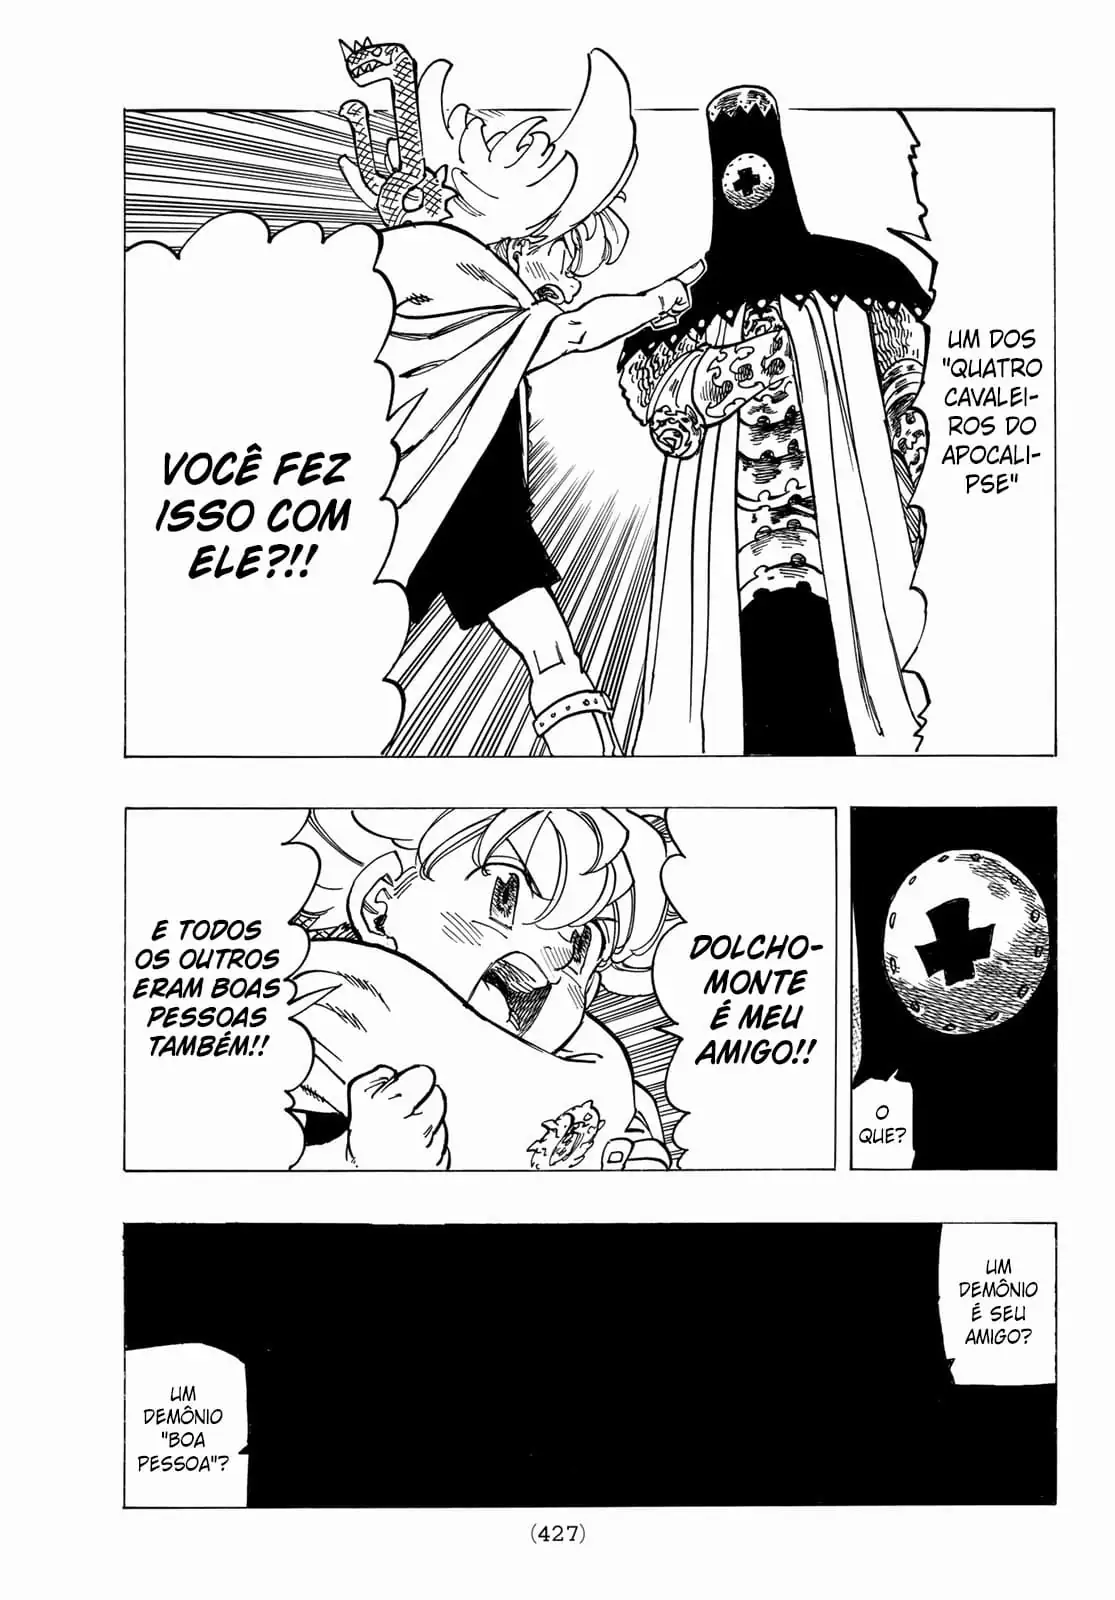 UM DOS
"QUATRO
CAVALEI-
ROS DO
APOCALI-
PSE"
VOCÊ FEZ
ISSO COM
ELE?!!
O
QUE?
DOLCHO-
MONTE
É MEU
AMIGO!!
E TODOS
OS OUTROS
ERAM BOAS
PESSOAS
TAMBÉM!!
UM
DEMÔNIO
É SEU
AMIGO?
UM
DEMÔNIO
"BOA
PESSOA"?
(427)